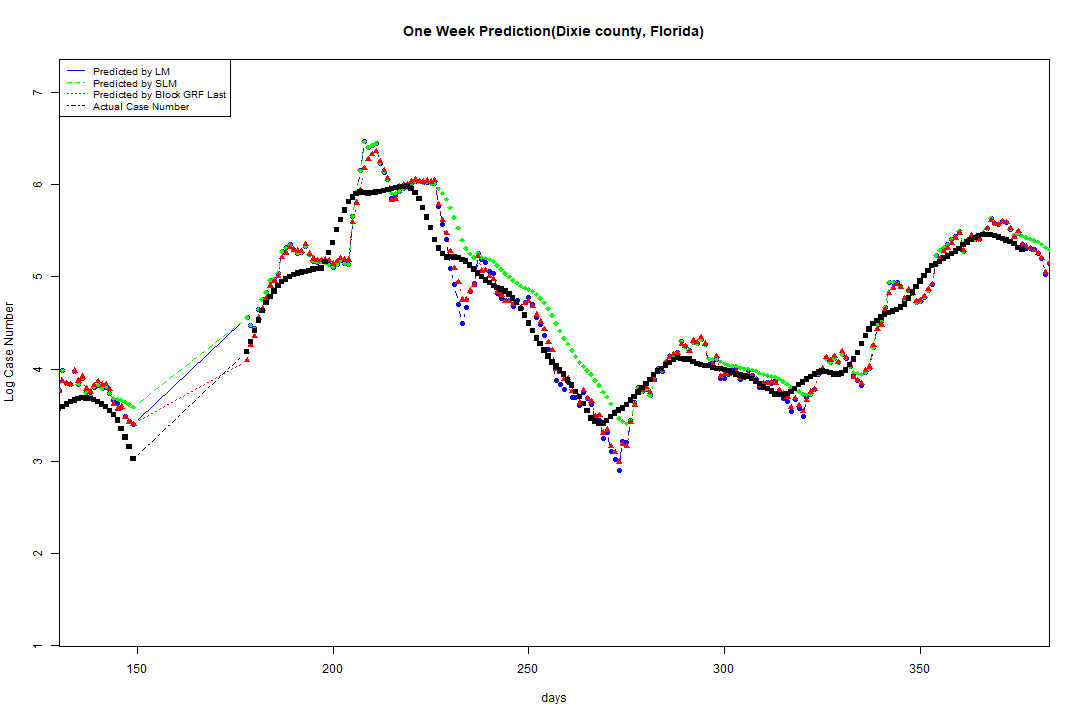 One Week Prediction(Dixie county, Florida)
Predicted by LM
Predicted by SLM
Predicted by Block GRF Last
Actual Case Number
7
6
5
4
3
2
1
Log Case Number
150
200
250
300
350
days